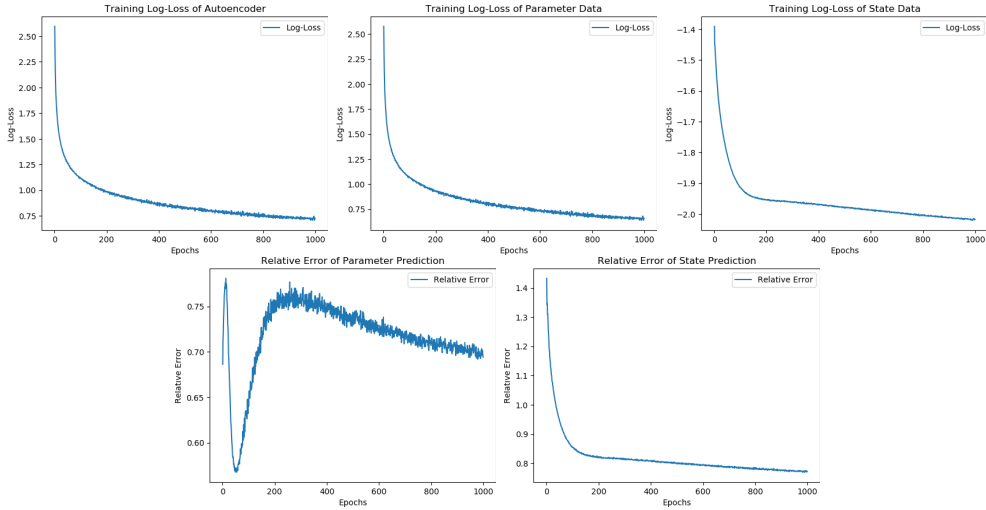 Training Log-Loss of Autoencoder
Log-Loss
2.50
2.25
2.00
1.75
1.50
1.25
1.00
0.75
Log-Loss
0 200 400 600 800 1000
Epochs
Training Log-Loss of Parameter Data
Log-Loss
2.50
2.25
2.00
1.75
1.50
1.25
1.00
0.75
Log-Loss
0 200 400 600 800 1000
Epochs
Training Log-Loss of State Data
Log-Loss
−1.4
−1.5
−1.6
−1.7
−1.8
−1.9
−2.0
Log-Loss
0 200 400 600 800 1000
Epochs
Relative Error of Parameter Prediction
Relative Error
0.75
0.70
0.65
0.60
Relative Error
0 200 400 600 800 1000
Epochs
Relative Error of State Prediction
Relative Error
1.4
1.3
1.2
1.1
1.0
0.9
0.8
Relative Error
0 200 400 600 800 1000
Epochs